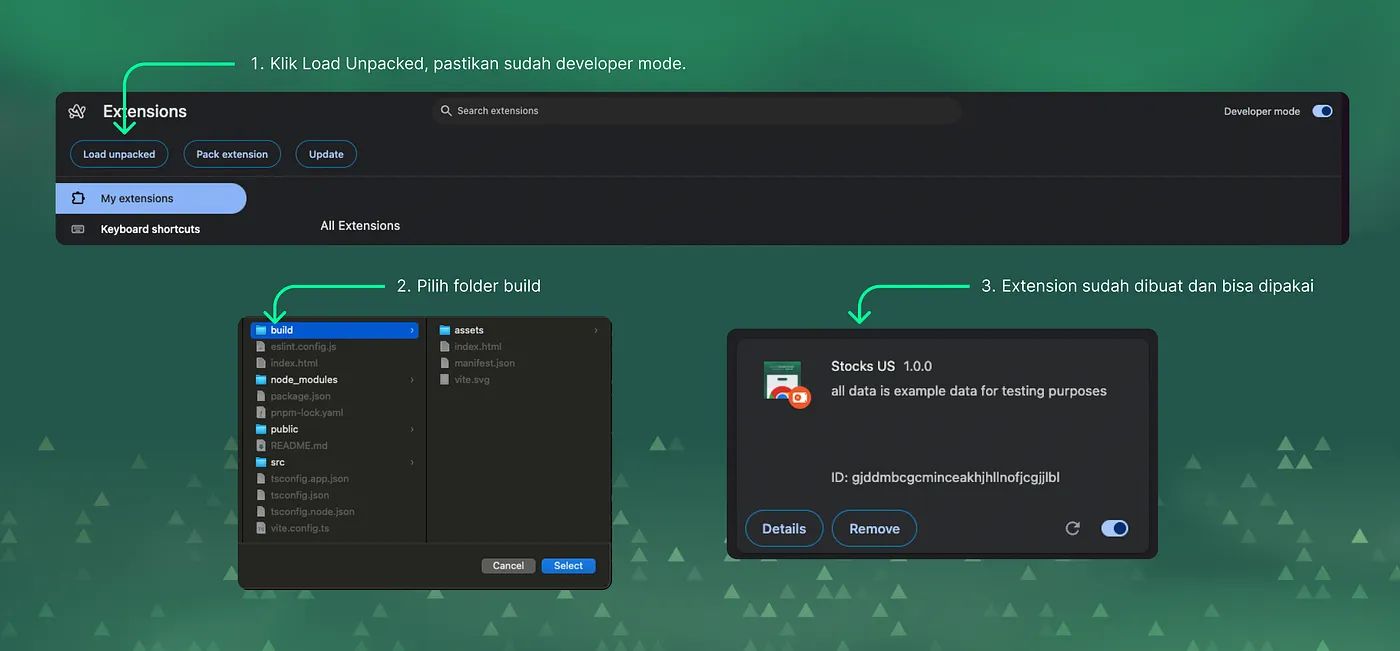 1. Klik Load Unpacked, pastikan sudah developer mode.
Extensions
Search extensions
Developer mode
Load unpacked
Pack extension
Update
My extensions
Keyboard shortcuts
All Extensions
2. Pilih folder build
build
eslint.config.js
index.html
node_modules
package.json
pnpm-lock.yaml
public
README.md
src
tsconfig.app.json
tsconfig.json
tsconfig.node.json
vite.config.ts
assets
index.html
manifest.json
vite.svg
Cancel
Select
3. Extension sudah dibuat dan bisa dipakai
Stocks US 1.0.0
all data is example data for testing purposes
ID: gjddmbcgcminceakhjhllnofjcgjjlbl
Details
Remove